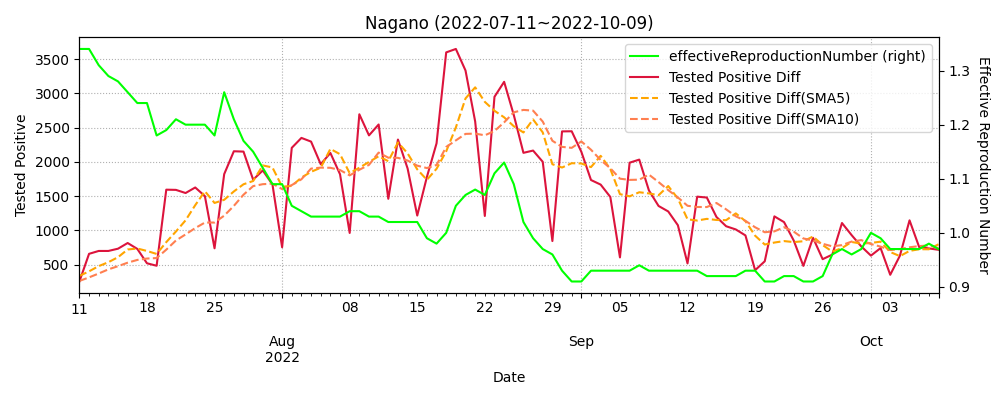 Nagano (2022-07-11~2022-10-09)
effectiveReproductionNumber (right)
Tested Positive Diff
Tested Positive Diff(SMA5)
Tested Positive Diff(SMA10)
Tested Positive
3500
3000
2500
2000
1500
1000
500
Effective Reproduction Number
1.3
1.2
1.1
1.0
0.9
11 18 25 08 15 22 29 05 12 19 26 03
Aug Sep Oct
2022
Date